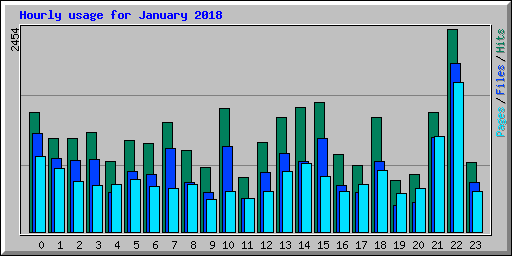 Hourly usage for January 2018
2454
Pages/Files/Hits
0 1 2 3 4 5 6 7 8 9 10 11 12 13 14 15 16 17 18 19 20 21 22 23